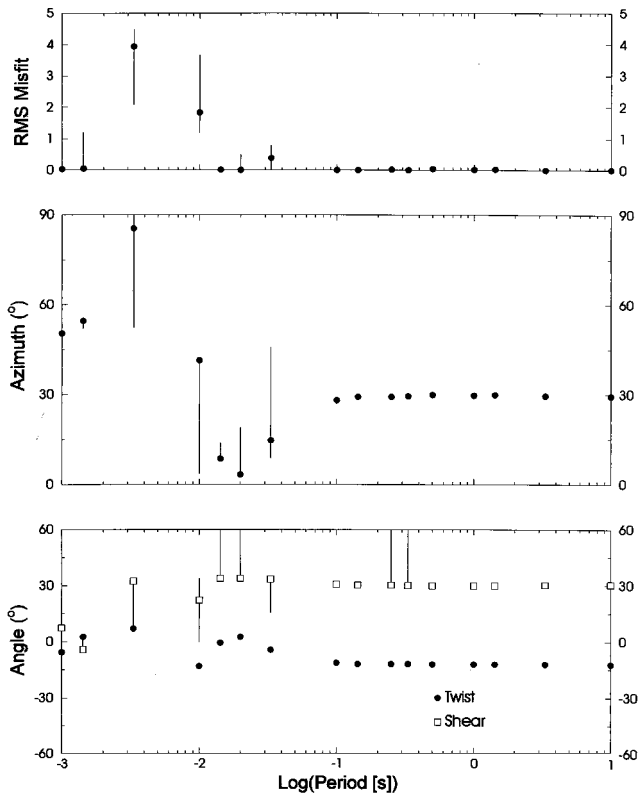 RMS Misfit
5 5
4 4
3 3
2 2
1 1
0 0
Azimuth (°)
90 90
60 60
30 30
0 0
Angle (°)
60 60
30 30
0 0
-30 -30
-60 -60
Twist
Shear
-3 -2 -1 0 1
Log(Period [s])